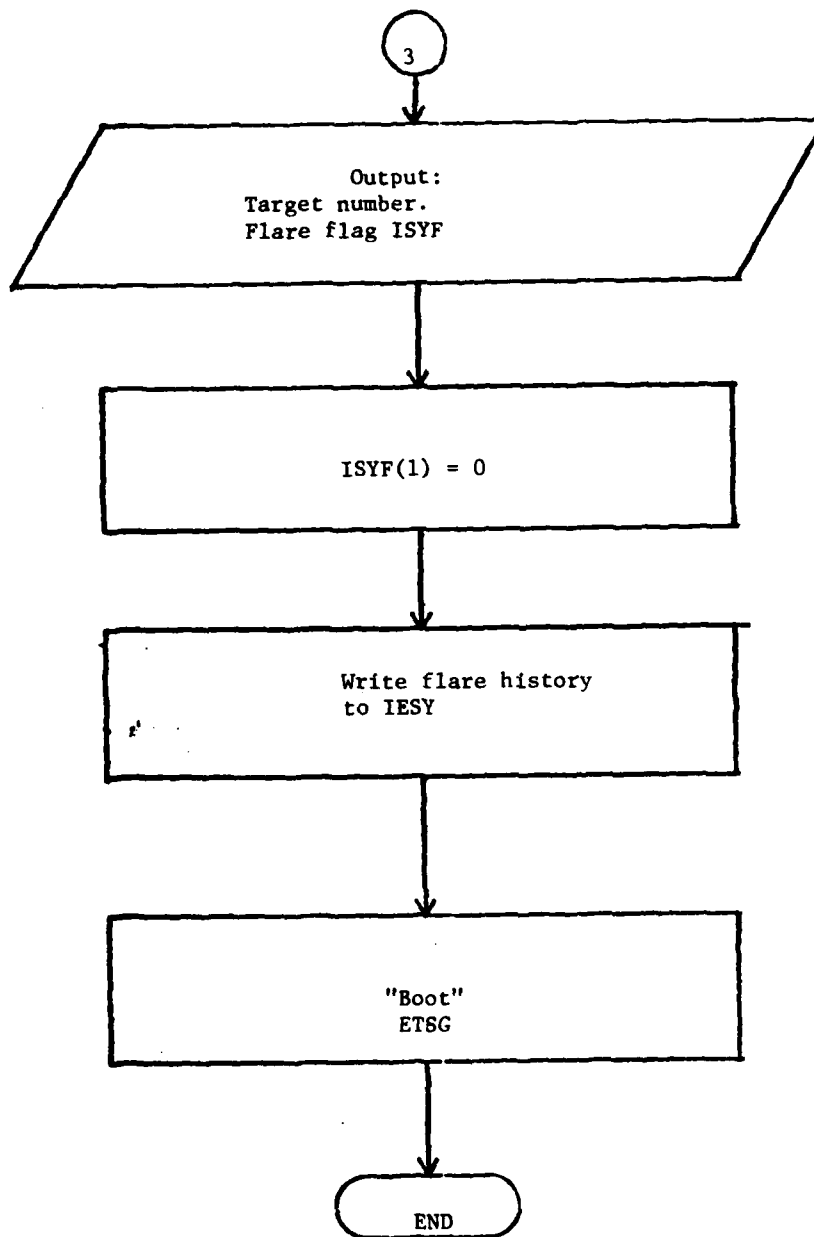 3
Output:
Target number.
Flare flag ISYF
ISYF(1) = 0
Write flare history
to IESY
"Boot"
ETSG
END